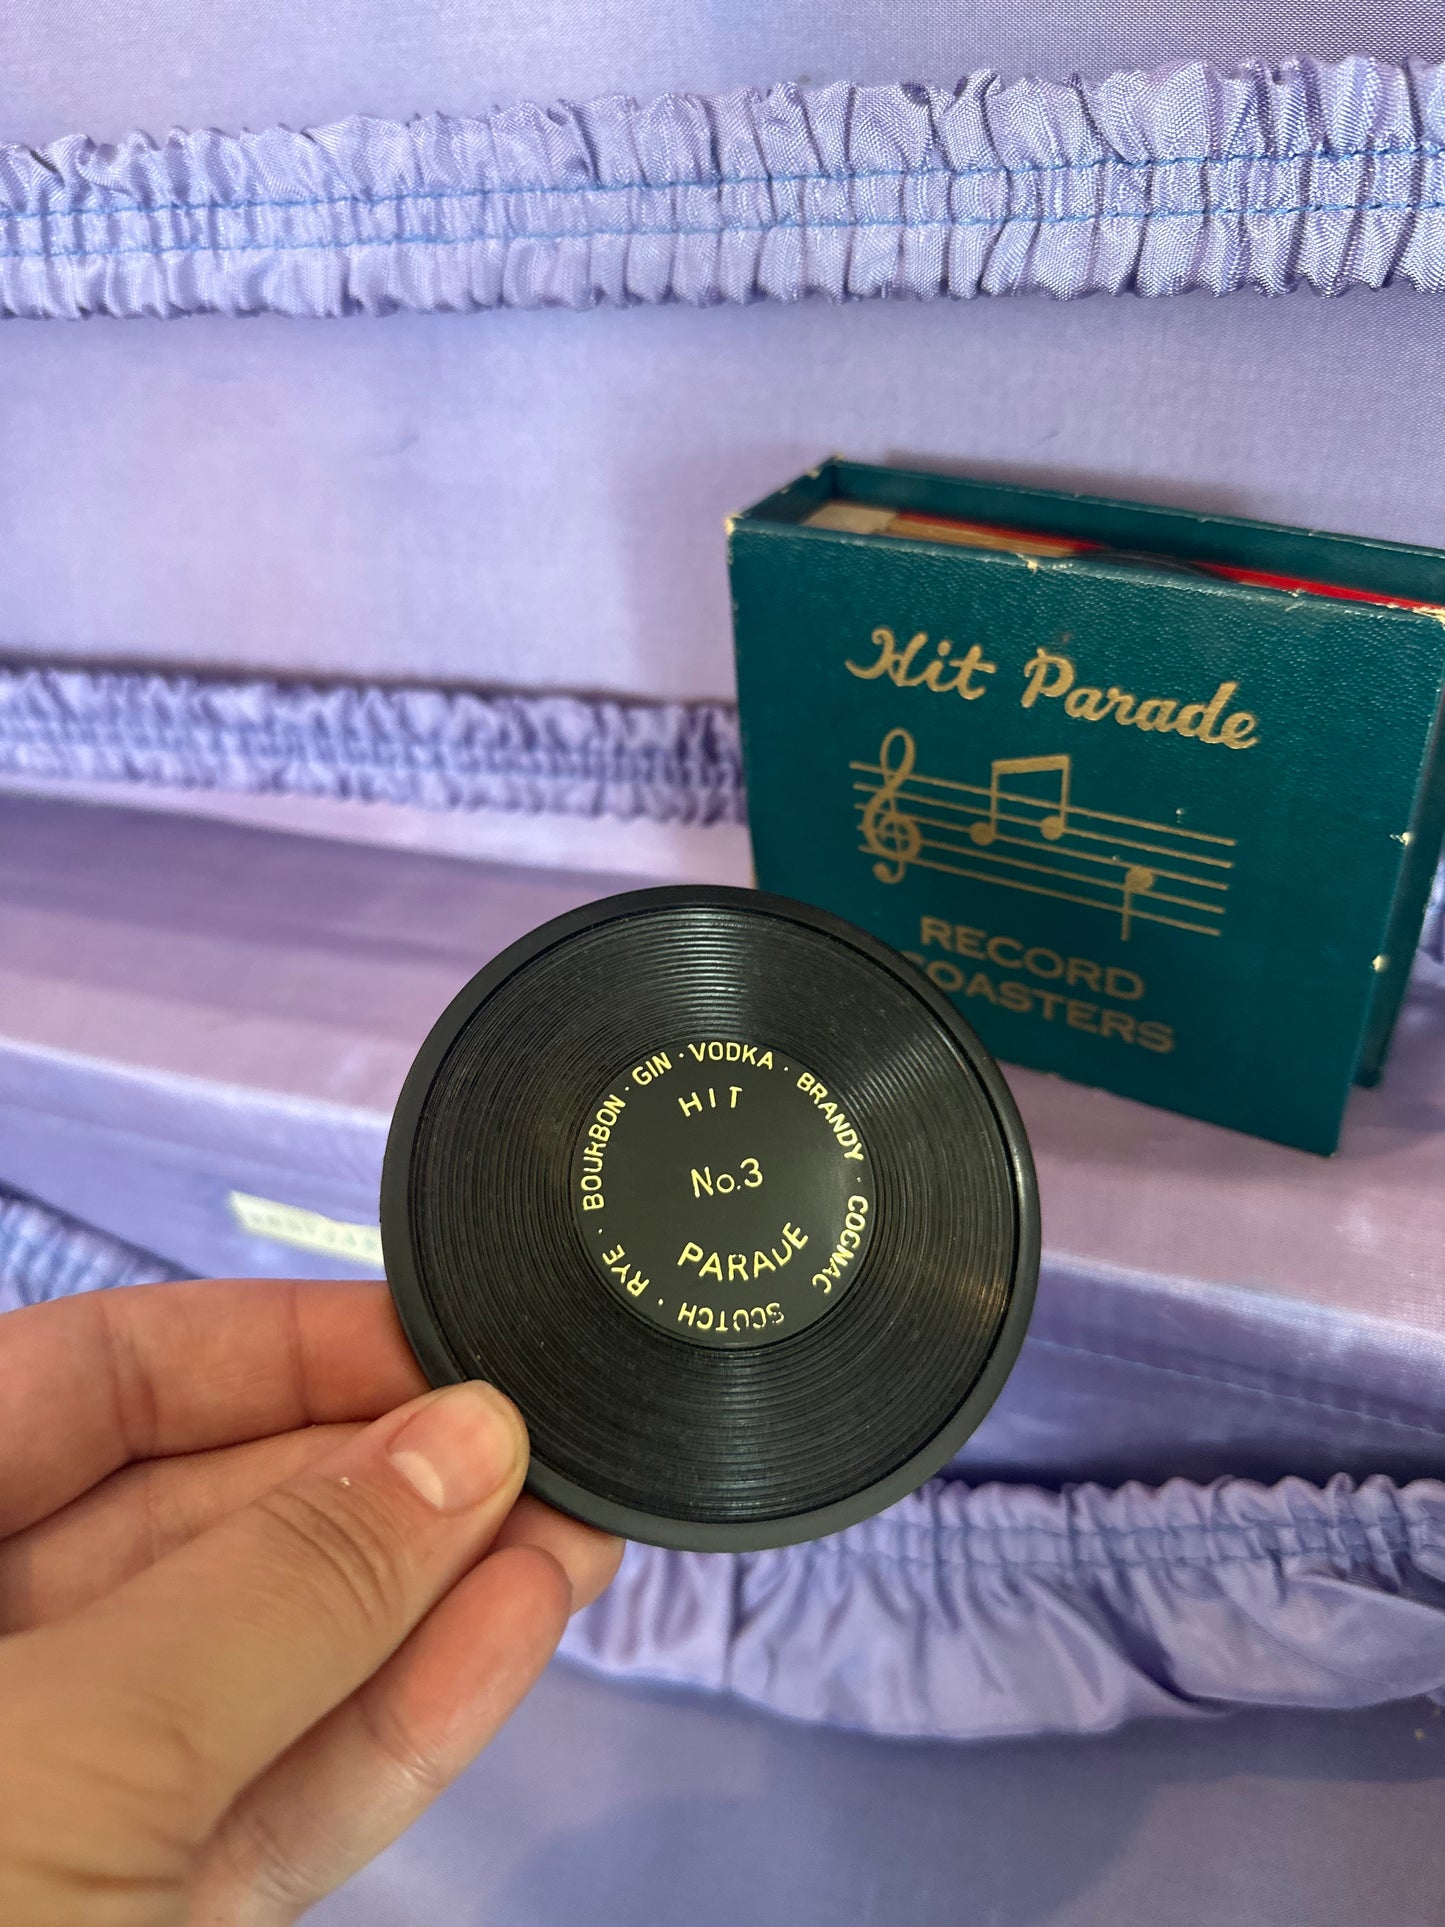 Hit Parade
RECORD
COASTERS
GIN · VODKA · BRANDY · COGNAC
SCOTCH · RYE · BOURBON ·
HIT
No.3
PARADE